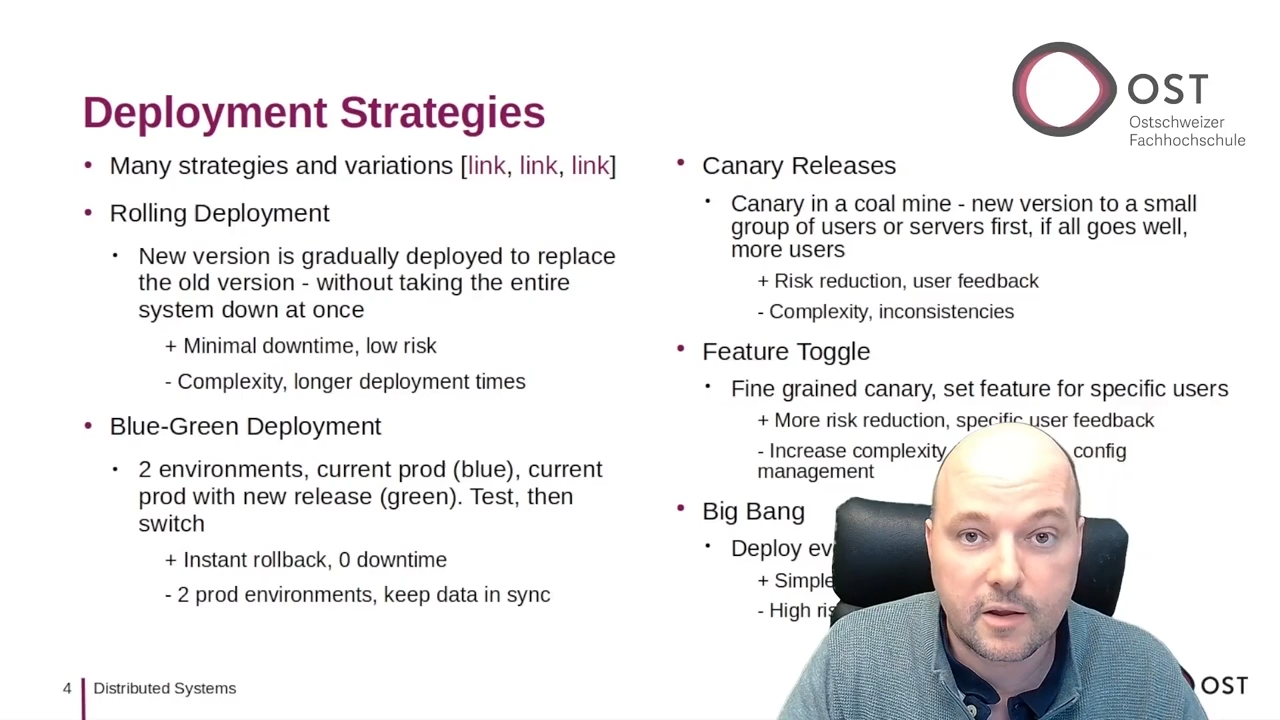 OST
Ostschweizer
Fachhochschule
Deployment Strategies
• Many strategies and variations [link, link, link]
• Rolling Deployment
• New version is gradually deployed to replace
the old version - without taking the entire
system down at once
+ Minimal downtime, low risk
- Complexity, longer deployment times
• Blue-Green Deployment
• 2 environments, current prod (blue), current
prod with new release (green). Test, then
switch
+ Instant rollback, 0 downtime
- 2 prod environments, keep data in sync
• Canary Releases
• Canary in a coal mine - new version to a small
group of users or servers first, if all goes well,
more users
+ Risk reduction, user feedback
- Complexity, inconsistencies
• Feature Toggle
• Fine grained canary, set feature for specific users
+ More risk reduction, specific user feedback
- Increase complexity config
management
• Big Bang
• Deploy
+ Simple
- High
4 Distributed Systems
OST